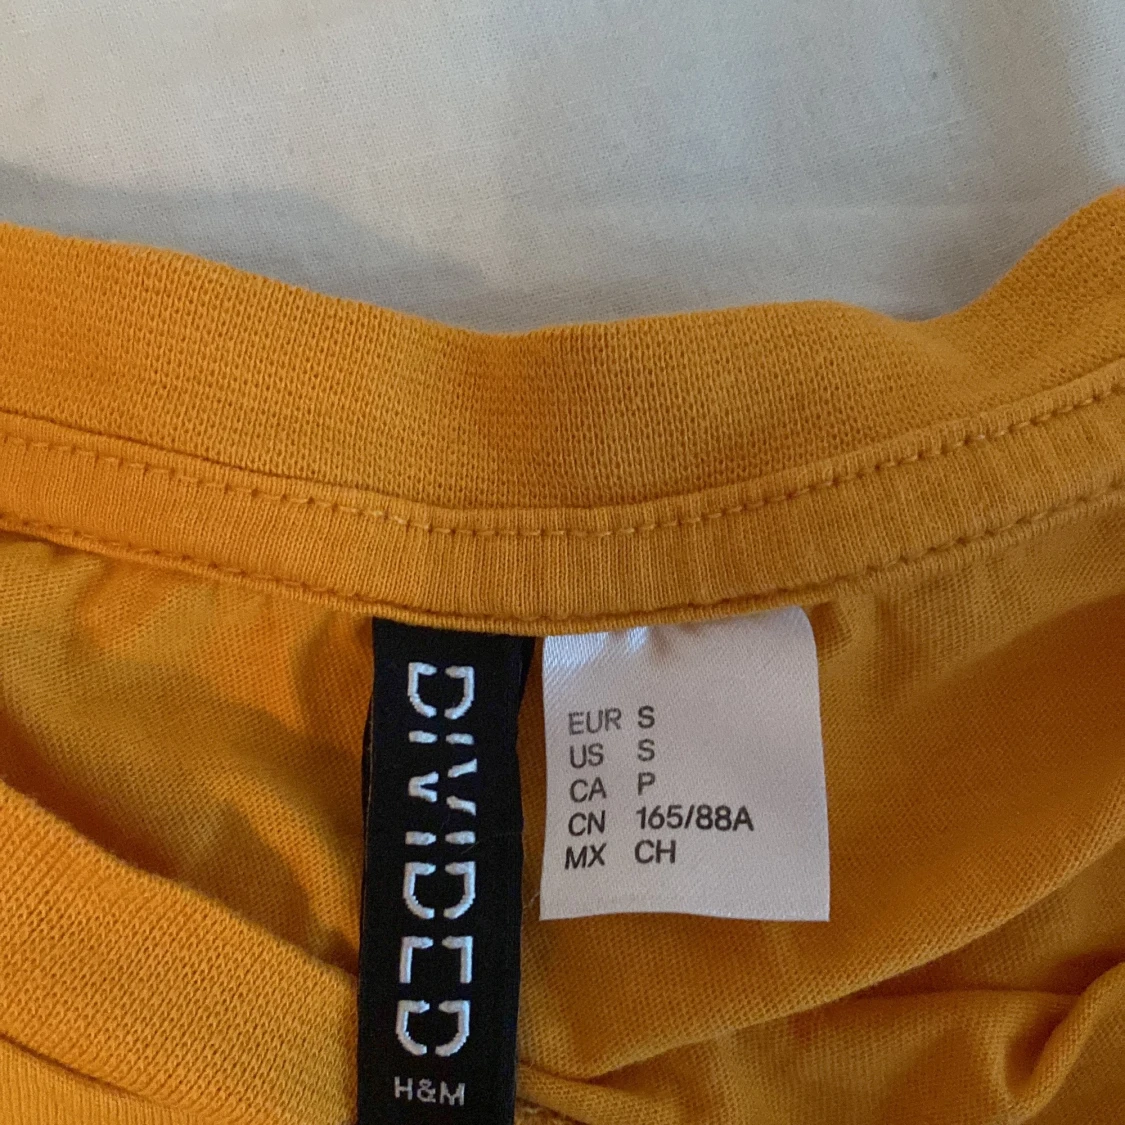 DIVIDED
H&M
EUR S
US S
CA P
CN 165/88A
MX CH